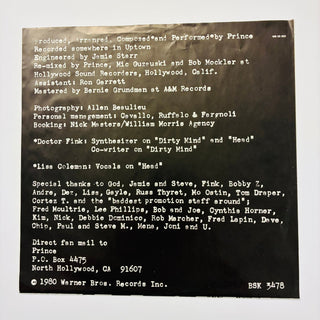 Produced, Arranged, Composed and Performed by Prince
Recorded somewhere in Uptown
Engineered by Jamie Starr
Re-mixed by Prince, Mic Guzauski and Bob Mockler at
Hollywood Sound Recorders, Hollywood, Calif.
Assistants: Ron Garrett
Mastered by Bernie Grundman at A&M Records
Photography: Allen Beaulieu
Personal management: Cavallo, Ruffalo & Fargnoli
Booking: Nick Masters/William Morris Agency
*Doctor Fink: Synthesizer on "Dirty Mind" and "Head"
Co-writer on "Dirty Mind"
*Lisa Coleman: Vocals on "Head"
Special thanks to God, Jamie and Steve, Fink, Bobby Z,
Andre, Dez, Lisa, Gayle, Russ Thyret, Mo Ostin, Tom Draper,
Cortez T. and the "baddest promotion staff around";
Fred Moultrie, Lee Phillips, Bob and Joe, Cynthia Horner,
Kim, Nick, Debbie Dominico, Rob Marcher, Fred Lapin, Dave,
Chip, Paul and Steve M., Mena, Joni and U.
Direct fan mail to
Prince
P.O. Box 4475
North Hollywood, CA 91607
© 1980 Warner Bros. Records Inc.
BSK 3478